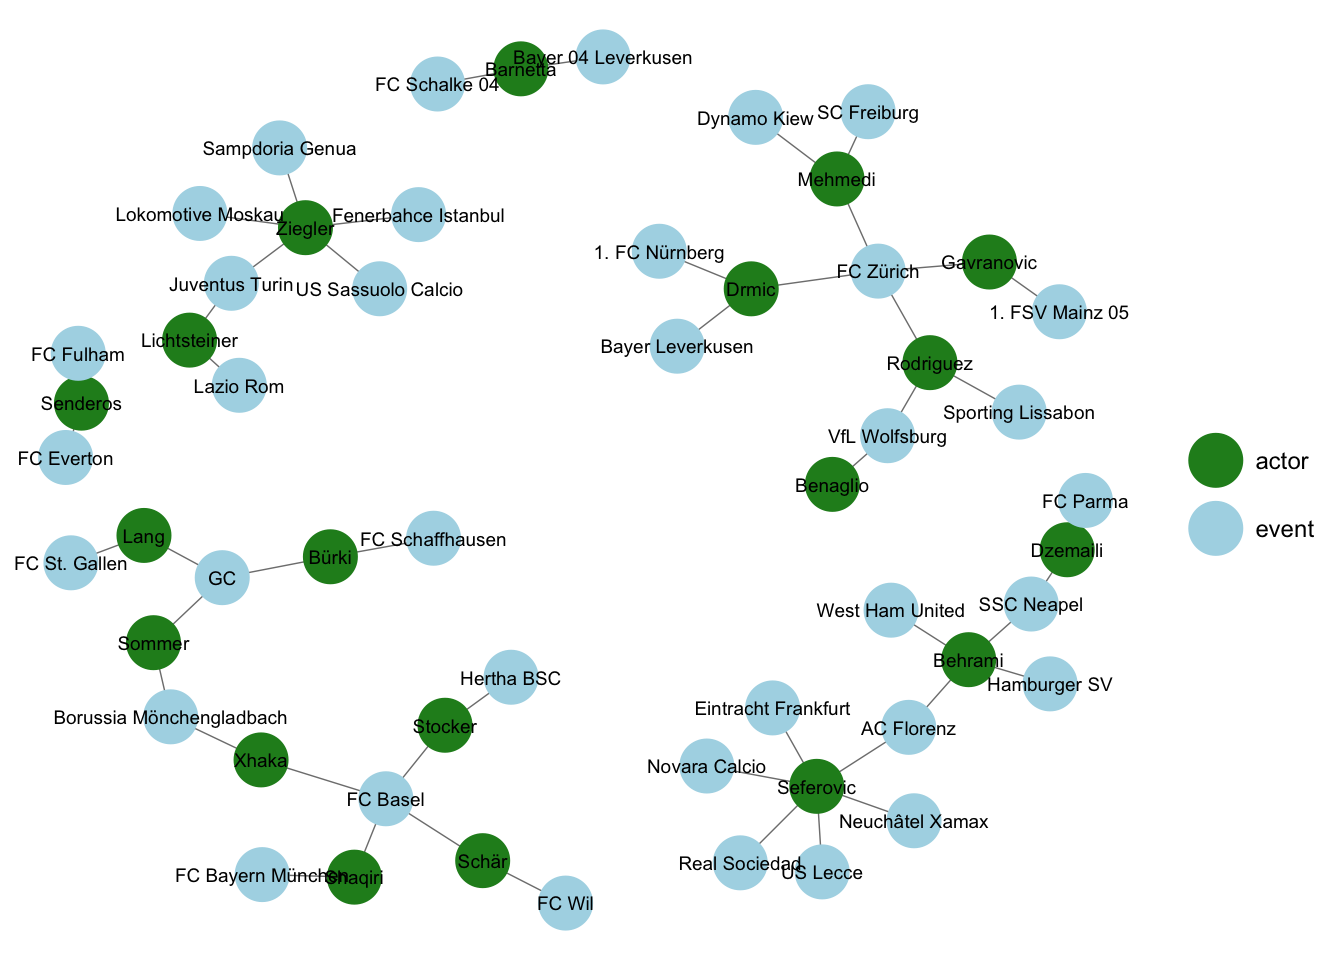 Bayer 04 Leverkusen
Barnetta
FC Schalke 04
Dynamo Kiew
SC Freiburg
Sampdoria Genua
Mehmedi
Lokomotive Moskau
Fenerbahce Istanbul
Ziegler
1. FC Nürnberg
Gavranovic
FC Zürich
Juventus Turin
US Sassuolo Calcio
Drmic
1. FSV Mainz 05
Lichtsteiner
Bayer Leverkusen
FC Fulham
Rodriguez
Lazio Rom
Senderos
Sporting Lissabon
VfL Wolfsburg
FC Everton
actor
Benaglio
FC Parma
event
Lang
FC Schaffhausen
Dzemaili
Bürki
FC St. Gallen
GC
SSC Neapel
West Ham United
Sommer
Behrami
Hertha BSC
Hamburger SV
Eintracht Frankfurt
Borussia Mönchengladbach
Stocker
AC Florenz
Xhaka
Novara Calcio
Seferovic
FC Basel
Neuchâtel Xamax
Schär
Real Sociedad
US Lecce
FC Bayern München
Shaqiri
FC Wil